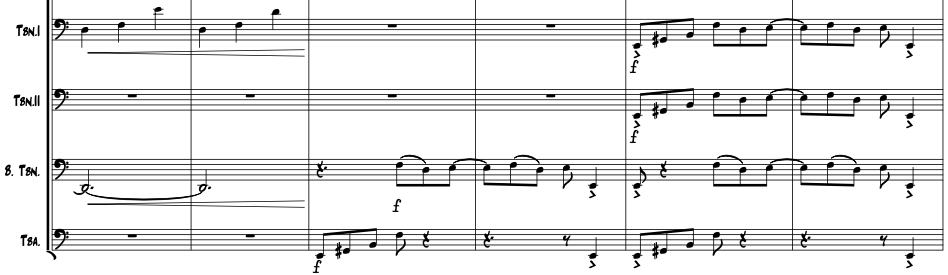 TBN.I
f
TBN.II
f
B. TBN.
f
TBA.
f